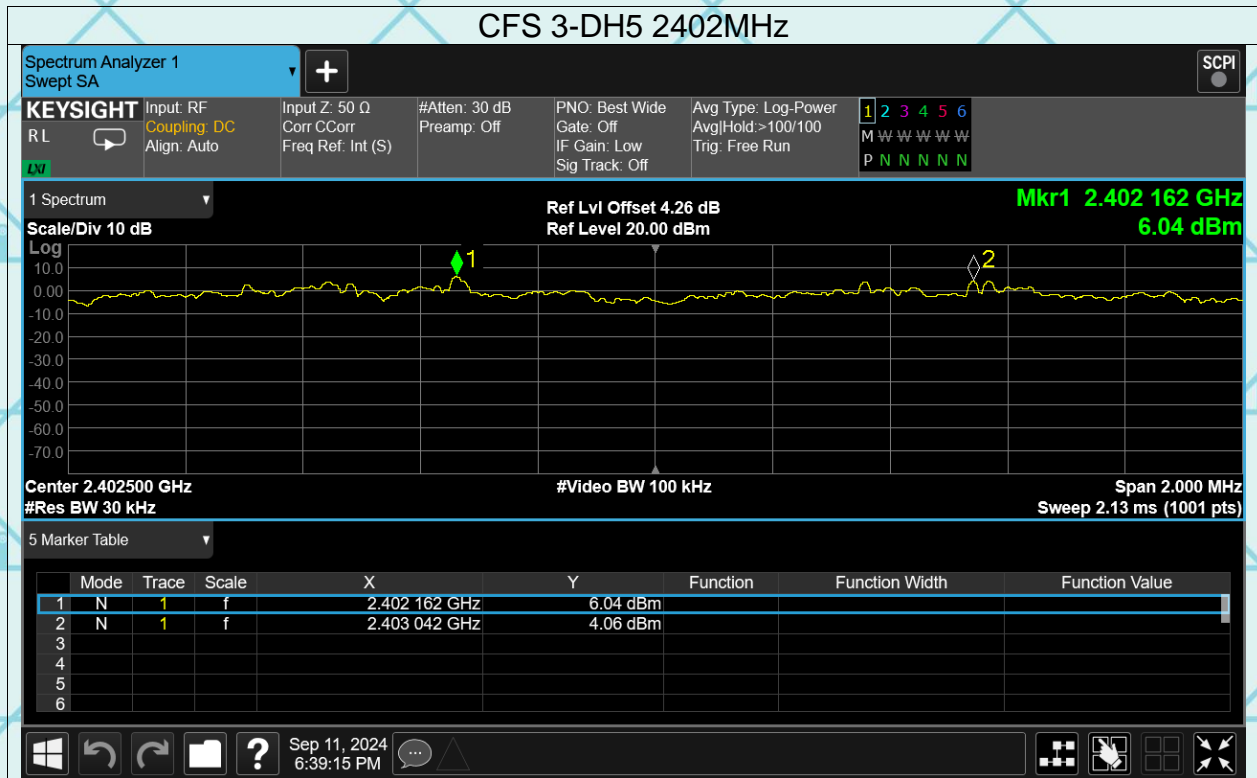 CFS 3-DH5 2402MHz
Spectrum Analyzer 1
Swept SA
SCPI
KEYSIGHT
RL
LXI
Input: RF
Coupling: DC
Align: Auto
Input Z: 50 Ω
Corr CCorr
Freq Ref: Int (S)
#Atten: 30 dB
Preamp: Off
PNO: Best Wide
Gate: Off
IF Gain: Low
Sig Track: Off
Avg Type: Log-Power
Avg|Hold:>100/100
Trig: Free Run
1 2 3 4 5 6
M W W W W W
P N N N N N
1 Spectrum
Scale/Div 10 dB
Ref Lvl Offset 4.26 dB
Ref Level 20.00 dBm
Mkr1 2.402 162 GHz
6.04 dBm
Log
10.0
0.00
-10.0
-20.0
-30.0
-40.0
-50.0
-60.0
-70.0
1
2
Center 2.402500 GHz
#Res BW 30 kHz
#Video BW 100 kHz
Span 2.000 MHz
Sweep 2.13 ms (1001 pts)
5 Marker Table
Mode Trace Scale X Y Function Function Width Function Value
1 N 1 f 2.402 162 GHz 6.04 dBm
2 N 1 f 2.403 042 GHz 4.06 dBm
3
4
5
6
?
Sep 11, 2024
6:39:15 PM